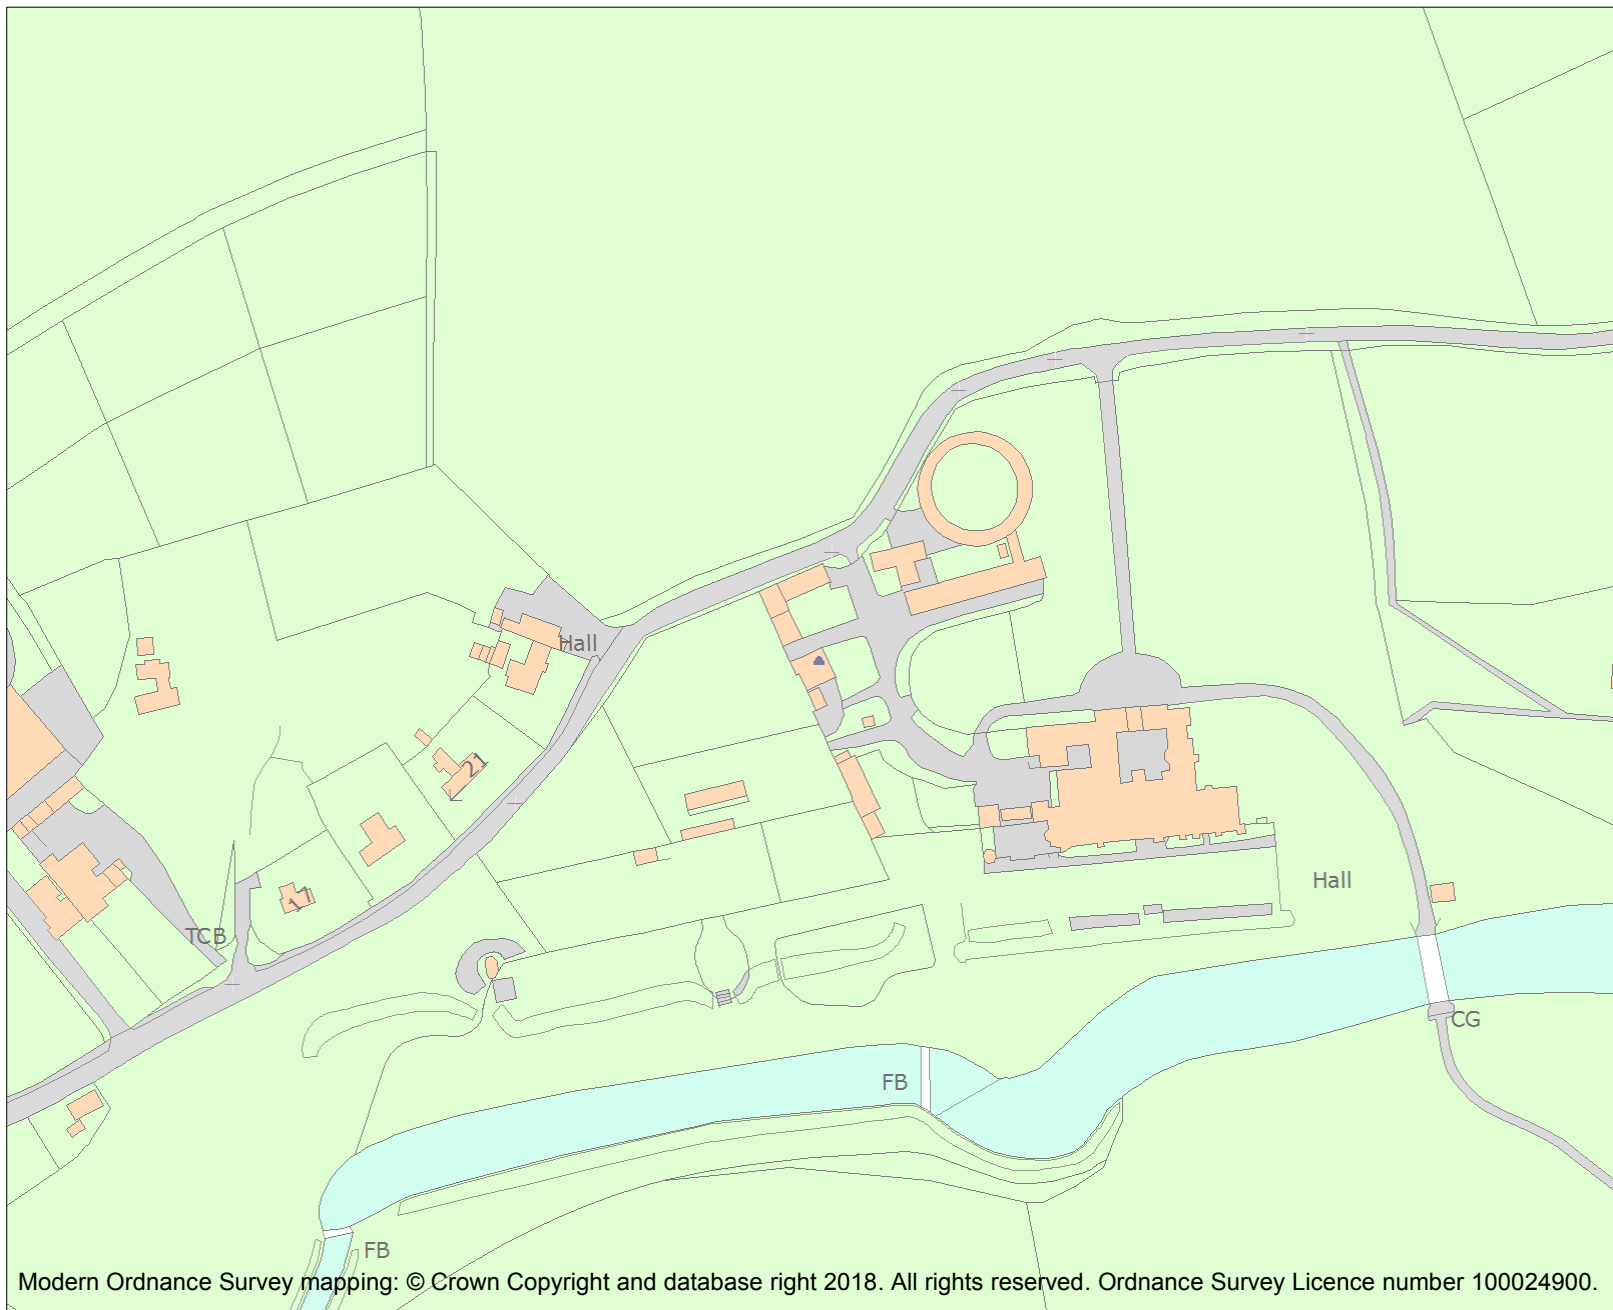 Hall
21
17
TCB
Hall
CG
FB
FB
Modern Ordnance Survey mapping: © Crown Copyright and database right 2018. All rights reserved. Ordnance Survey Licence number 100024900.